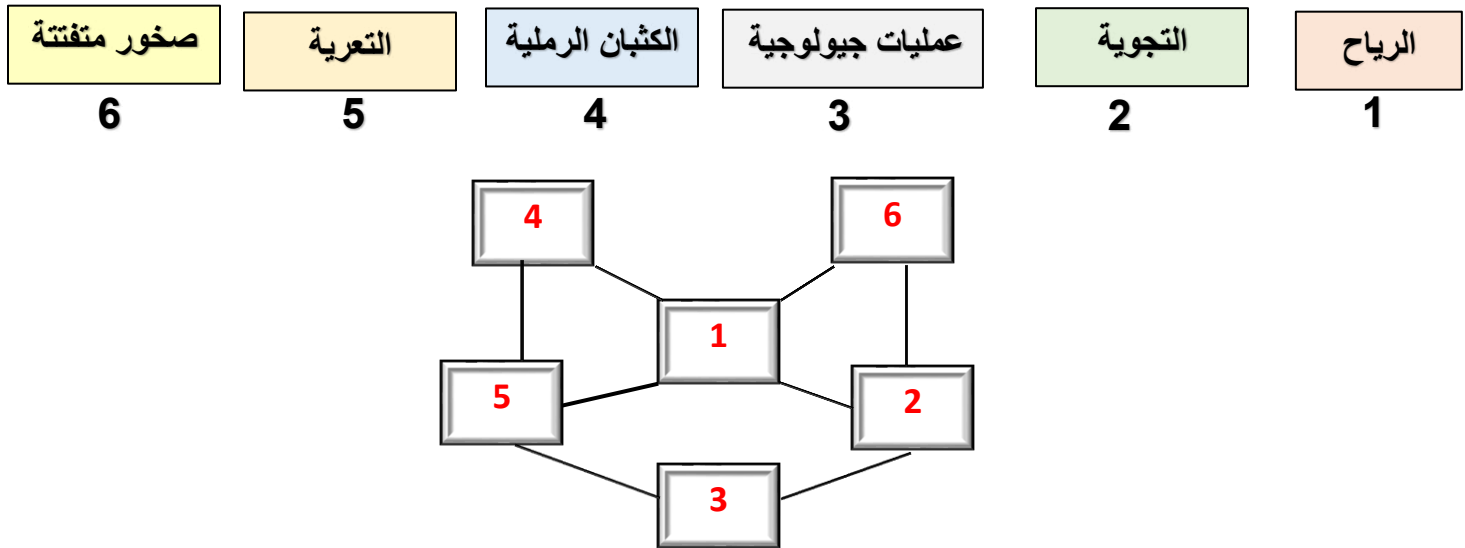 الرياح
التجوية
عمليات جيولوجية
الكثبان الرملية
التعرية
صخور متفتتة
1
2
3
4
5
6
6
4
1
2
5
3